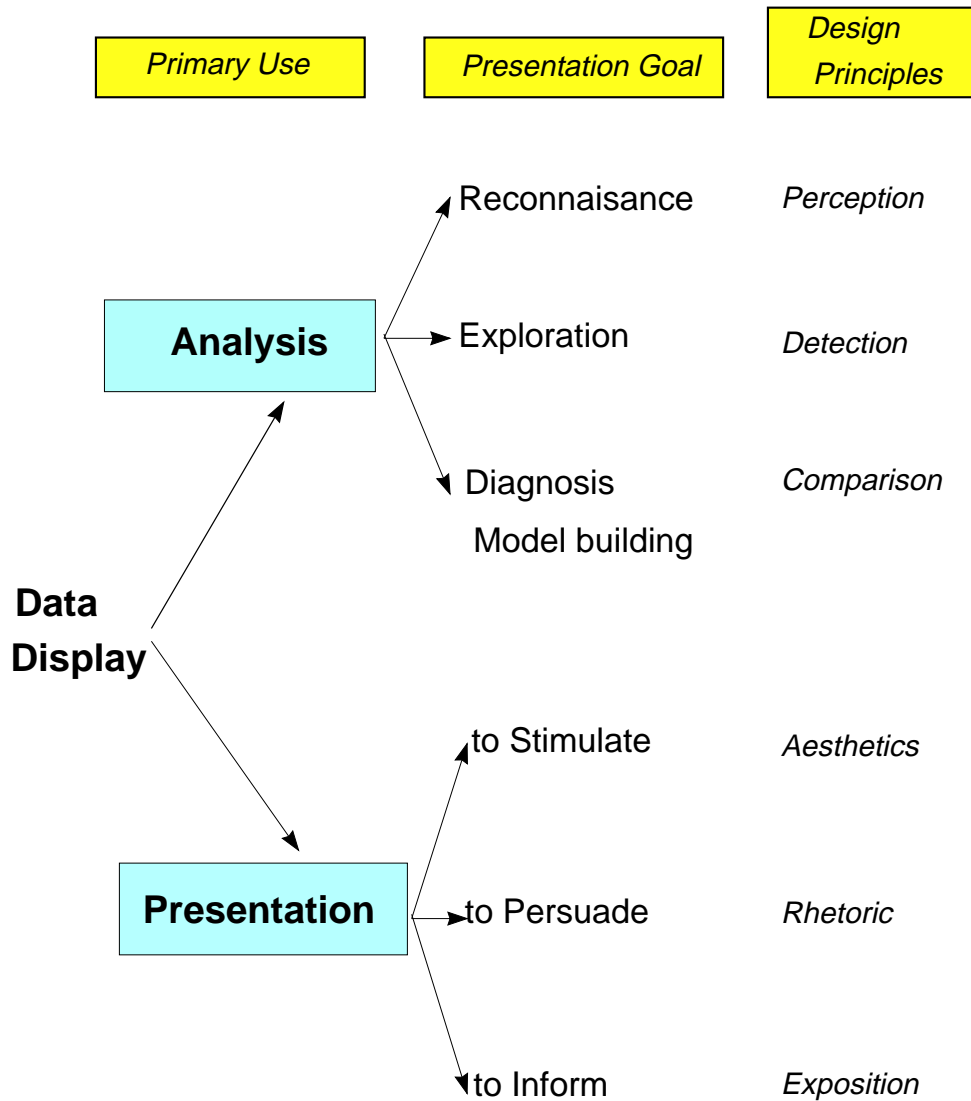 Primary Use
Presentation Goal
Design
Principles
Reconnaisance
Perception
Analysis
Exploration
Detection
Diagnosis
Comparison
Model building
Data
Display
to Stimulate
Aesthetics
Presentation
to Persuade
Rhetoric
to Inform
Exposition